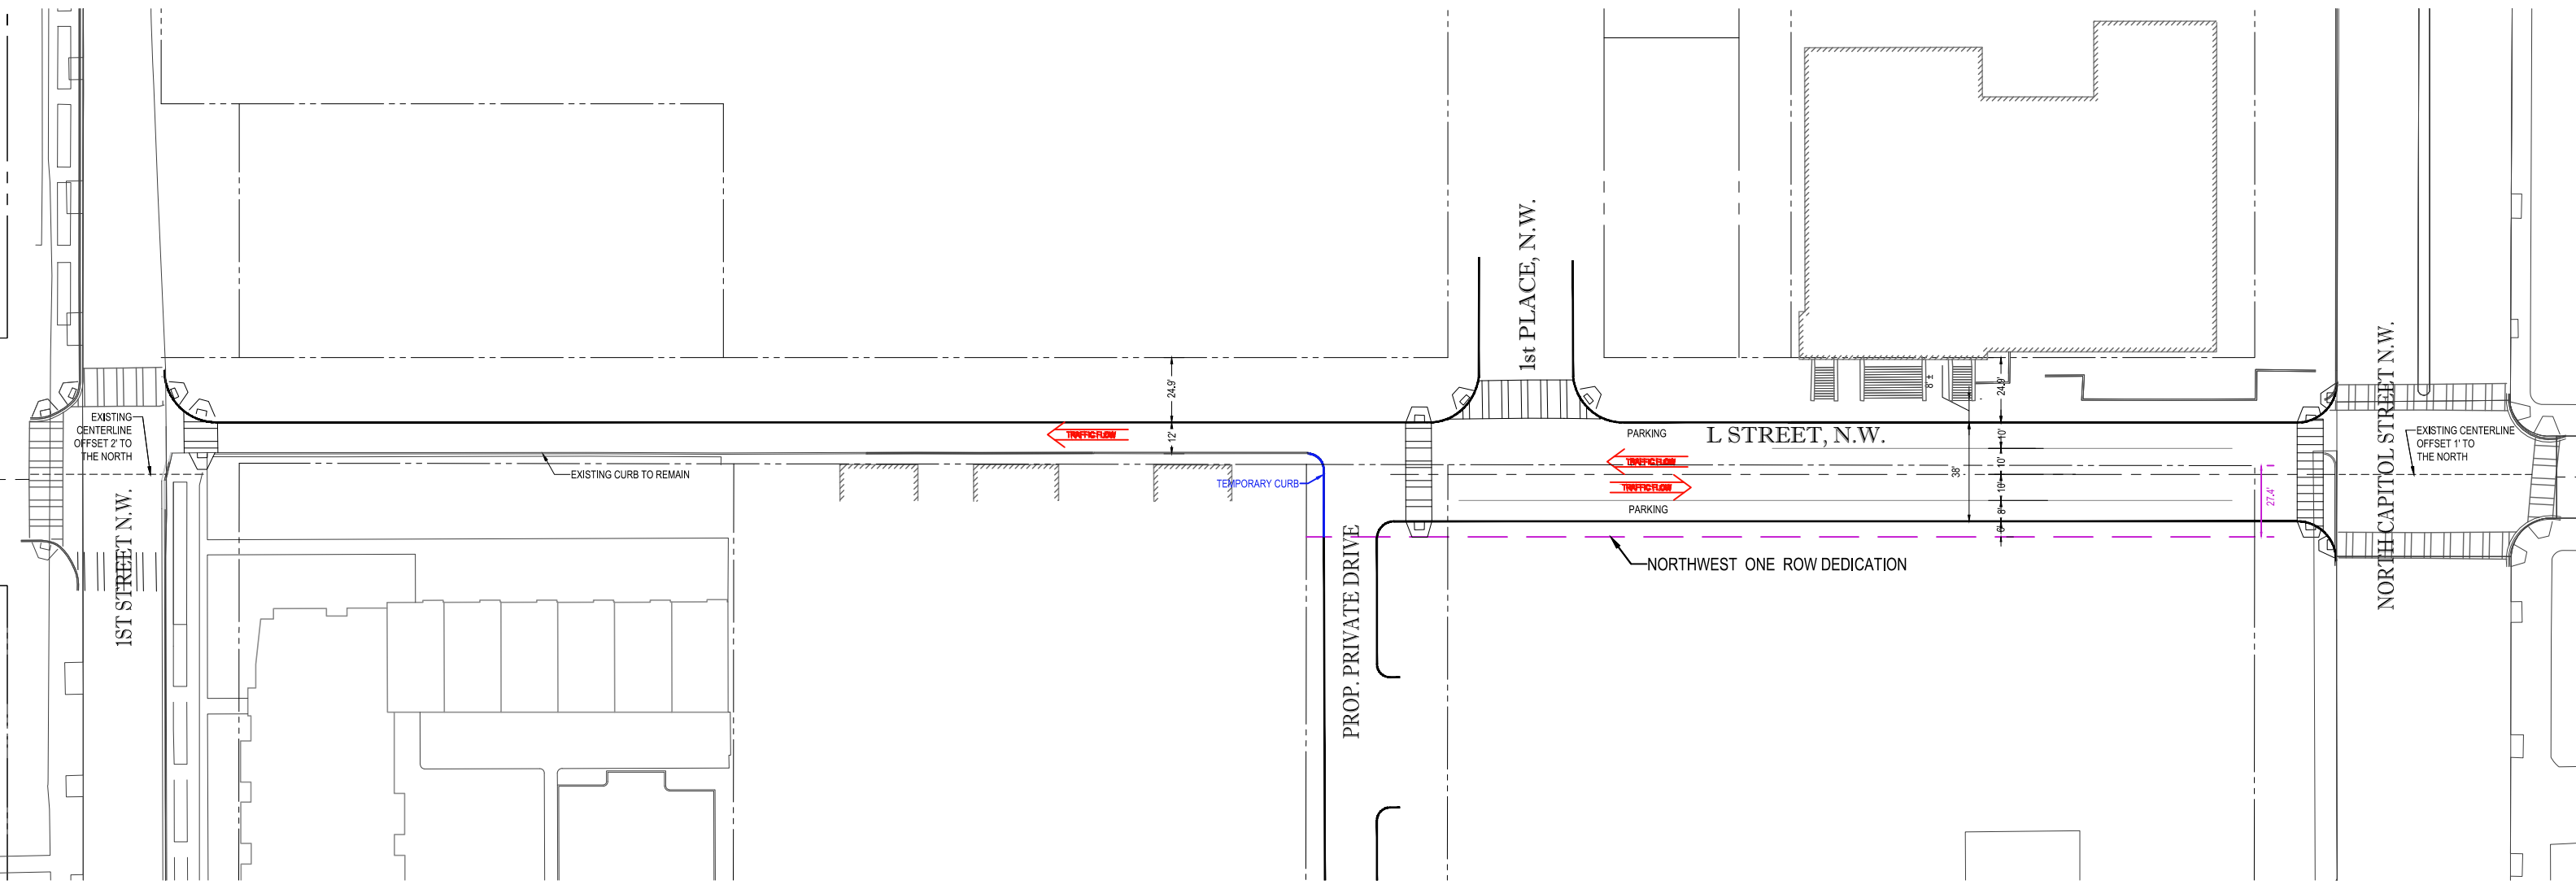 1st PLACE, N.W.
24.9'
8' ±
24.9'
EXISTING
CENTERLINE
OFFSET 2' TO
THE NORTH
TRAFFIC FLOW
12'
PARKING
L STREET, N.W.
10'
EXISTING CENTERLINE
OFFSET 1' TO
THE NORTH
NORTH CAPITOL STREET N.W.
TRAFFIC FLOW
10'
EXISTING CURB TO REMAIN
38'
TEMPORARY CURB
TRAFFIC FLOW
10'
27.4'
PARKING
8'
6'
1ST STREET N.W.
PROP. PRIVATE DRIVE
NORTHWEST ONE ROW DEDICATION